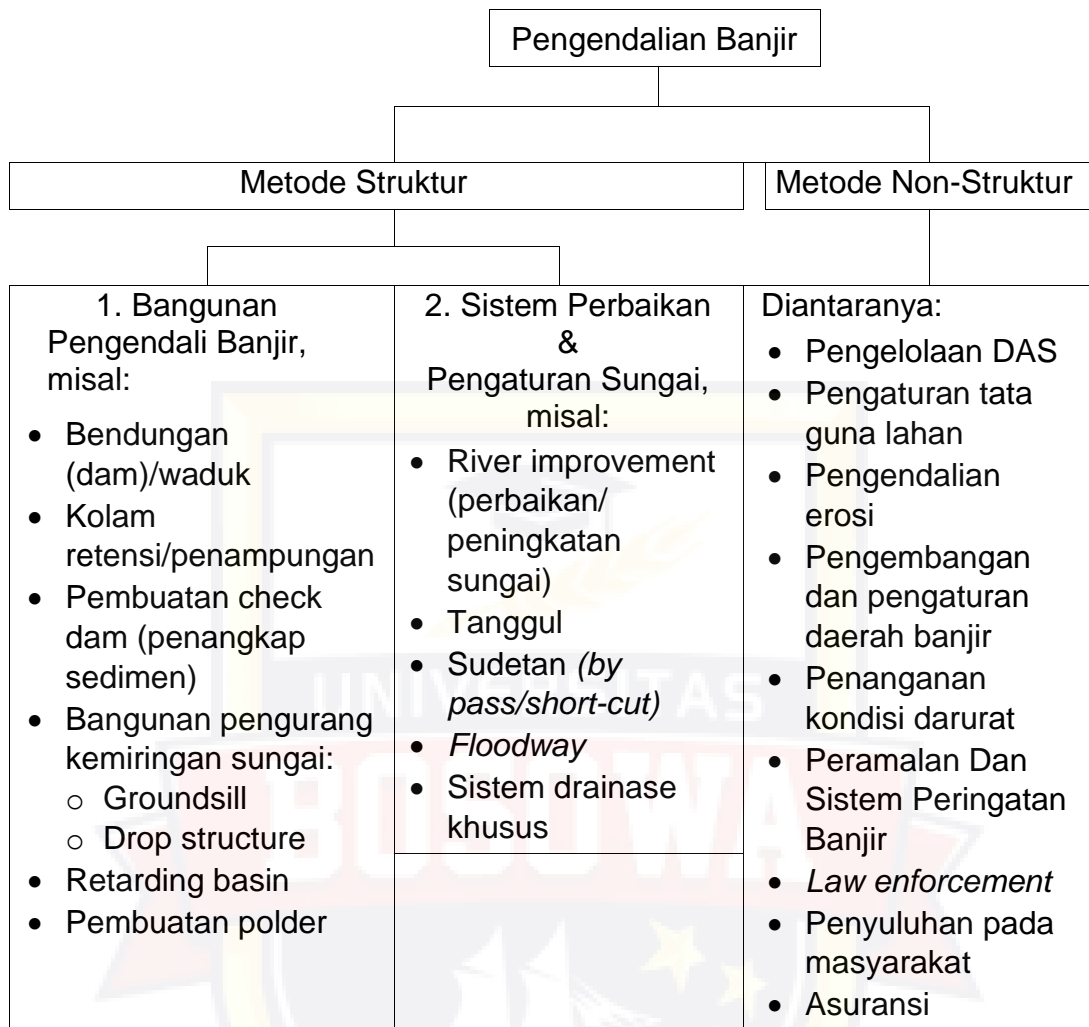 Pengendalian Banjir
Metode Struktur
Metode Non-Struktur
1. Bangunan
Pengendali Banjir,
misal:
• Bendungan
(dam)/waduk
• Kolam
retensi/penampungan
• Pembuatan check
dam (penangkap
sedimen)
• Bangunan pengurang
kemiringan sungai:
○ Groundsill
○ Drop structure
• Retarding basin
• Pembuatan polder
2. Sistem Perbaikan
&
Pengaturan Sungai,
misal:
• River improvement
(perbaikan/
peningkatan
sungai)
• Tanggul
• Sudetan (by
pass/short-cut)
• Floodway
• Sistem drainase
khusus
Diantaranya:
• Pengelolaan DAS
• Pengaturan tata
guna lahan
• Pengendalian
erosi
• Pengembangan
dan pengaturan
daerah banjir
• Penanganan
kondisi darurat
• Peramalan Dan
Sistem Peringatan
Banjir
• Law enforcement
• Penyuluhan pada
masyarakat
• Asuransi
UNIVERSITAS
BOSOWA